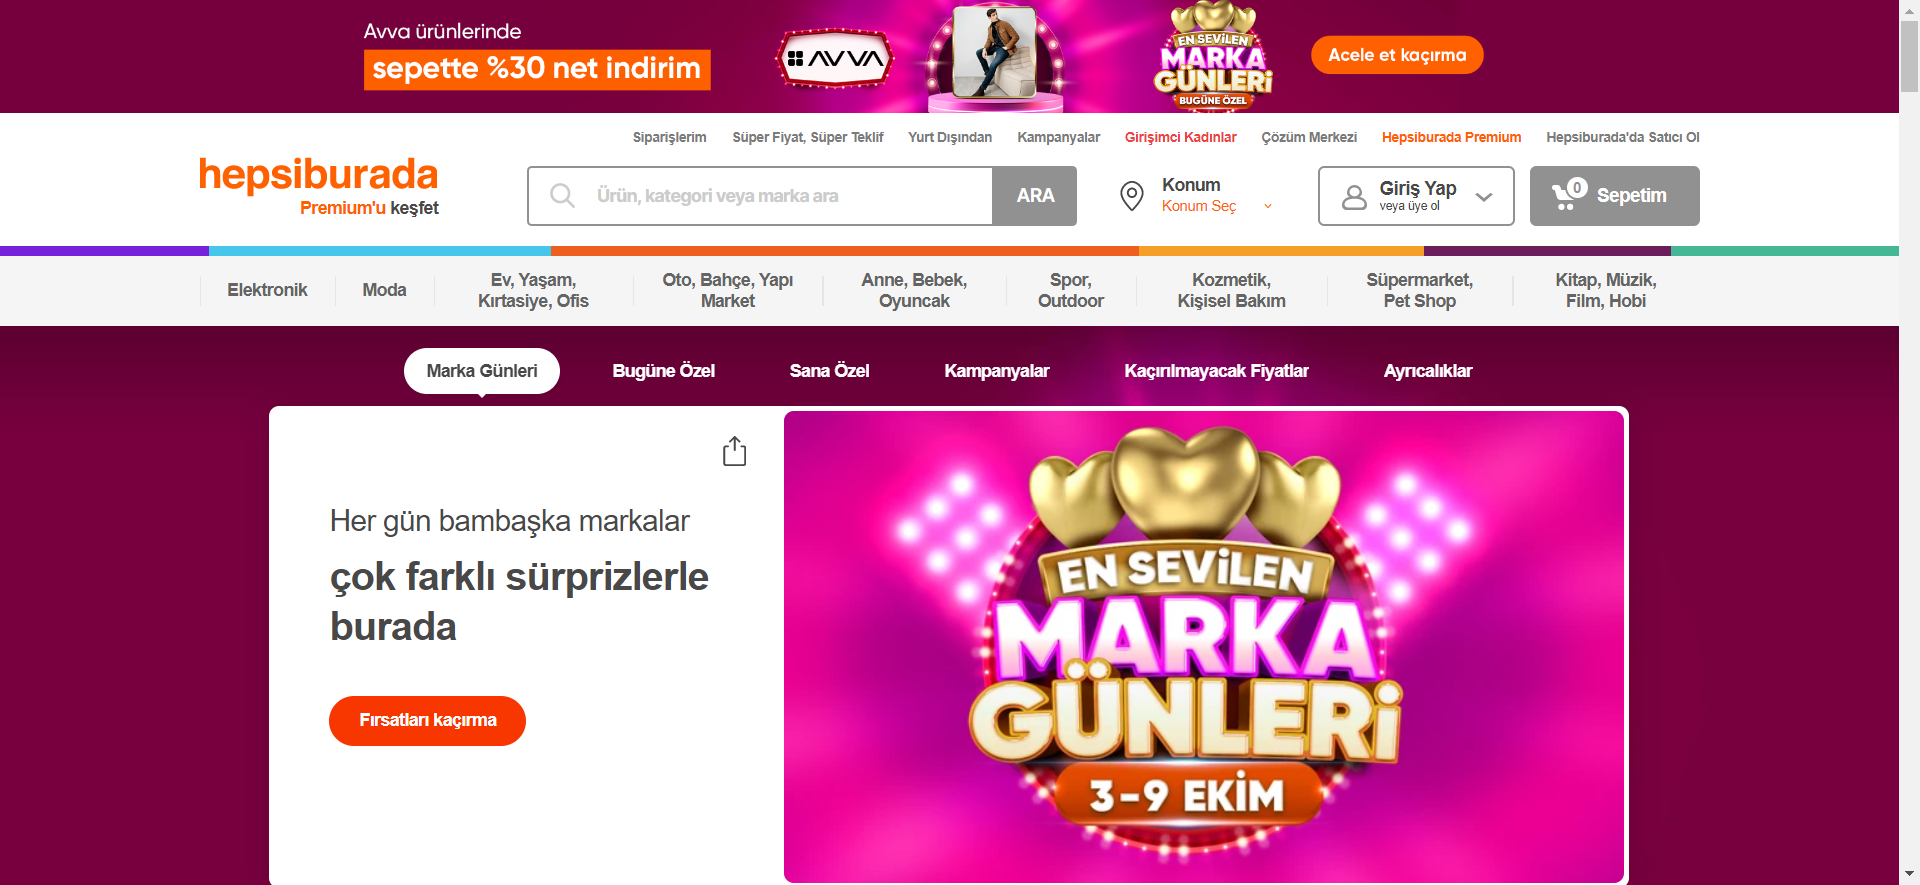 Avva ürünlerinde
sepette %30 net indirim
AVVA
EN SEVİLEN
MARKA
GÜNLERİ
BUGÜNE ÖZEL
Acele et kaçırma
Siparişlerim Süper Fiyat, Süper Teklif Yurt Dışından Kampanyalar Girişimci Kadınlar Çözüm Merkezi Hepsiburada Premium Hepsiburada'da Satıcı Ol
hepsiburada
Premium'u keşfet
Ürün, kategori veya marka ara
ARA
Konum
Konum Seç
Giriş Yap
veya üye ol
0
Sepetim
Elektronik
Moda
Ev, Yaşam,
Kırtasiye, Ofis
Oto, Bahçe, Yapı
Market
Anne, Bebek,
Oyuncak
Spor,
Outdoor
Kozmetik,
Kişisel Bakım
Süpermarket,
Pet Shop
Kitap, Müzik,
Film, Hobi
Marka Günleri Bugüne Özel Sana Özel Kampanyalar Kaçırılmayacak Fiyatlar Ayrıcalıklar
Her gün bambaşka markalar
çok farklı sürprizlerle
burada
Fırsatları kaçırma
EN SEVİLEN
MARKA
GÜNLERİ
3-9 EKİM